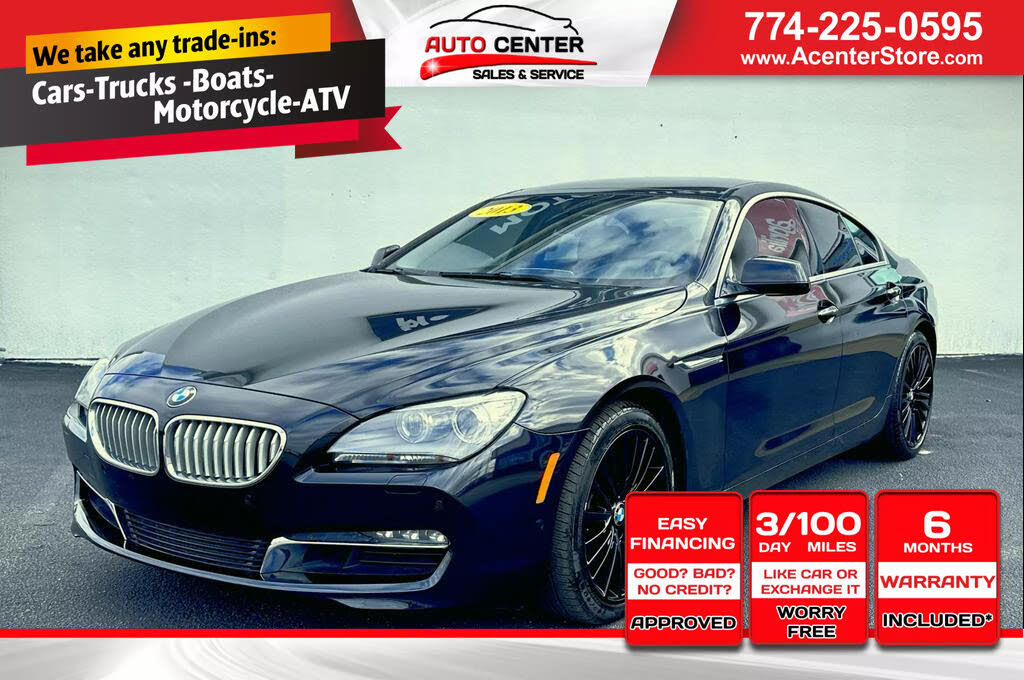 We take any trade-ins:
Cars-Trucks -Boats-
Motorcycle-ATV
AUTO CENTER
SALES & SERVICE
774-225-0595
www.AcenterStore.com
2013
EASY
FINANCING
GOOD? BAD?
NO CREDIT?
APPROVED
3/100
DAY MILES
LIKE CAR OR
EXCHANGE IT
WORRY
FREE
6
MONTHS
WARRANTY
INCLUDED*